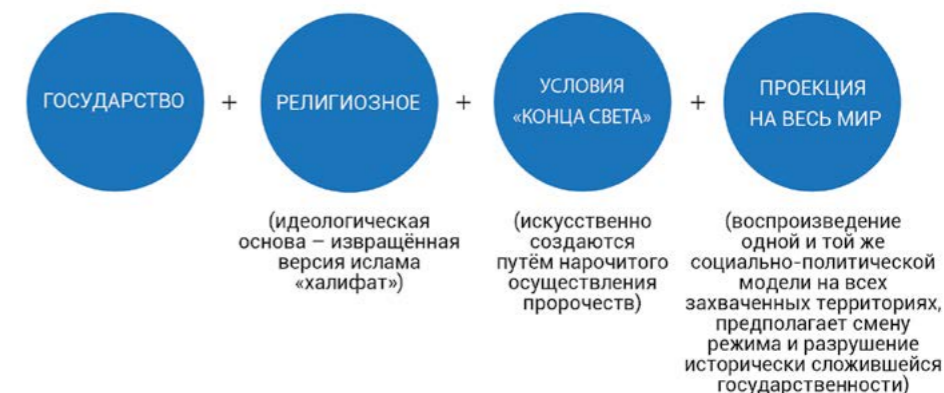 ГОСУДАРСТВО
+
РЕЛИГИОЗНОЕ
+
УСЛОВИЯ
«КОНЦА СВЕТА»
+
ПРОЕКЦИЯ
НА ВЕСЬ МИР
(идеологическая
основа – извращённая
версия ислама
«халифат»)
(искусственно
создаются
путём нарочитого
осуществления
пророчеств)
(воспроизведение
одной и той же
социально-политической
модели на всех
захваченных территориях,
предполагает смену
режима и разрушение
исторически сложившейся
государственности)